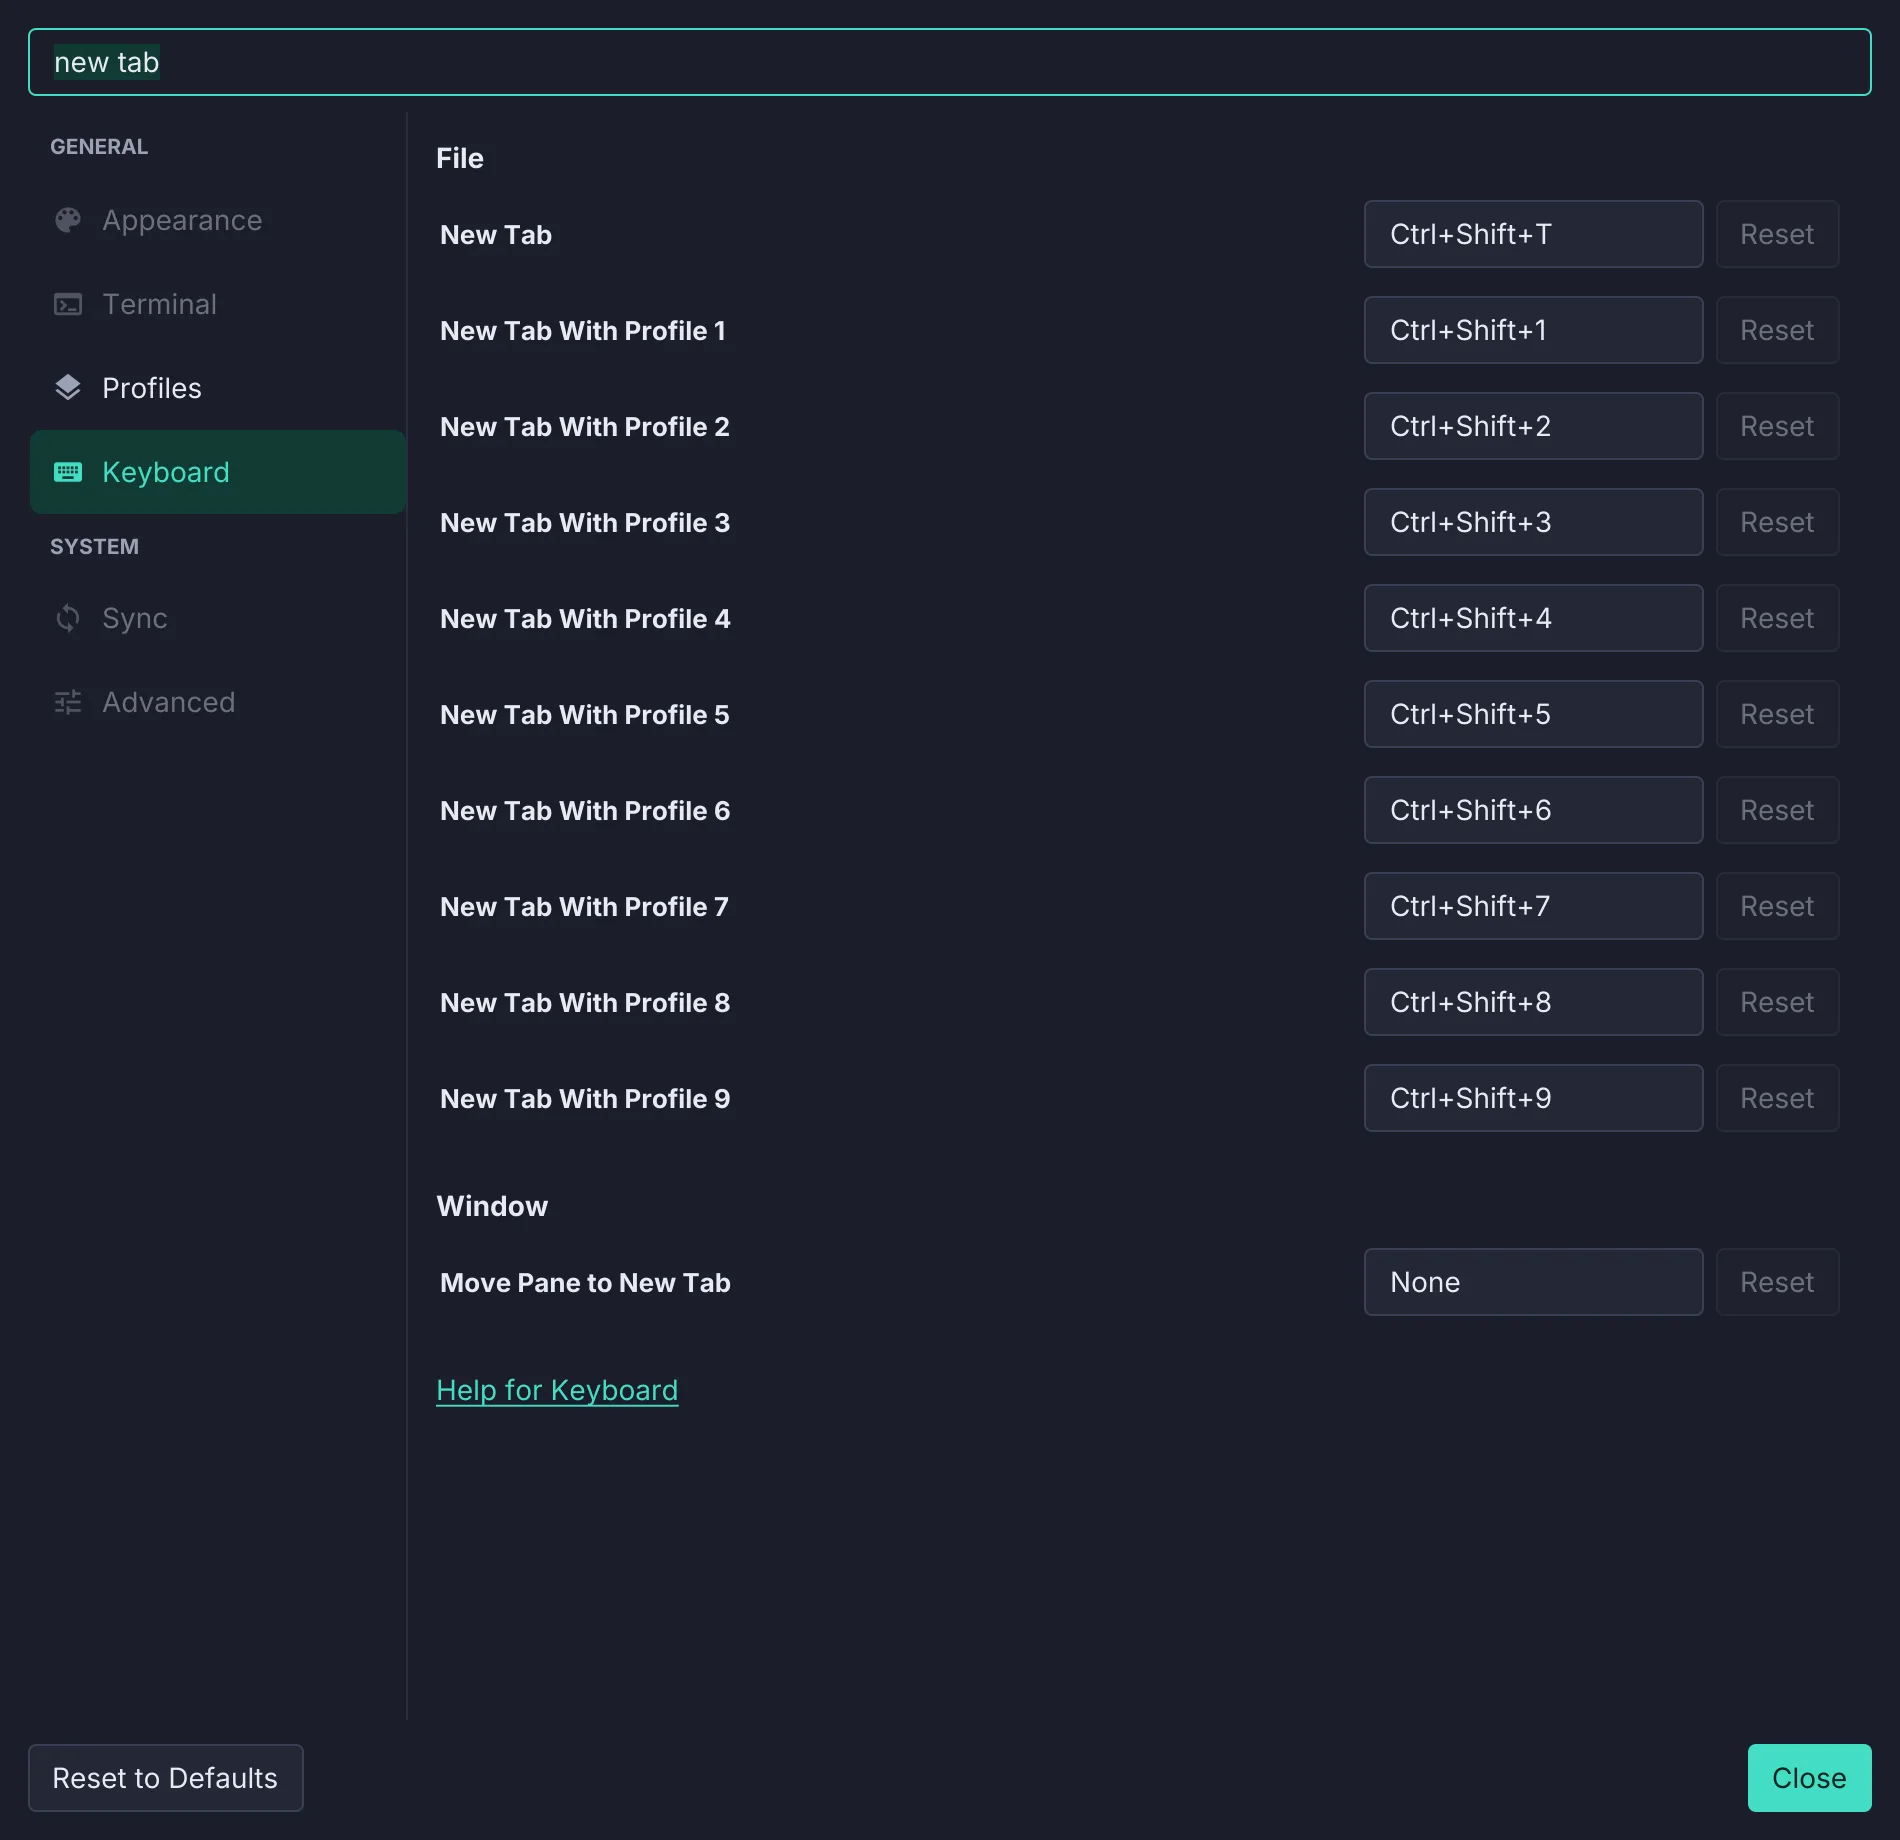 new tab
GENERAL
Appearance
Terminal
Profiles
Keyboard
SYSTEM
Sync
Advanced
File
New Tab Ctrl+Shift+T Reset
New Tab With Profile 1 Ctrl+Shift+1 Reset
New Tab With Profile 2 Ctrl+Shift+2 Reset
New Tab With Profile 3 Ctrl+Shift+3 Reset
New Tab With Profile 4 Ctrl+Shift+4 Reset
New Tab With Profile 5 Ctrl+Shift+5 Reset
New Tab With Profile 6 Ctrl+Shift+6 Reset
New Tab With Profile 7 Ctrl+Shift+7 Reset
New Tab With Profile 8 Ctrl+Shift+8 Reset
New Tab With Profile 9 Ctrl+Shift+9 Reset
Window
Move Pane to New Tab None Reset
Help for Keyboard
Reset to Defaults Close